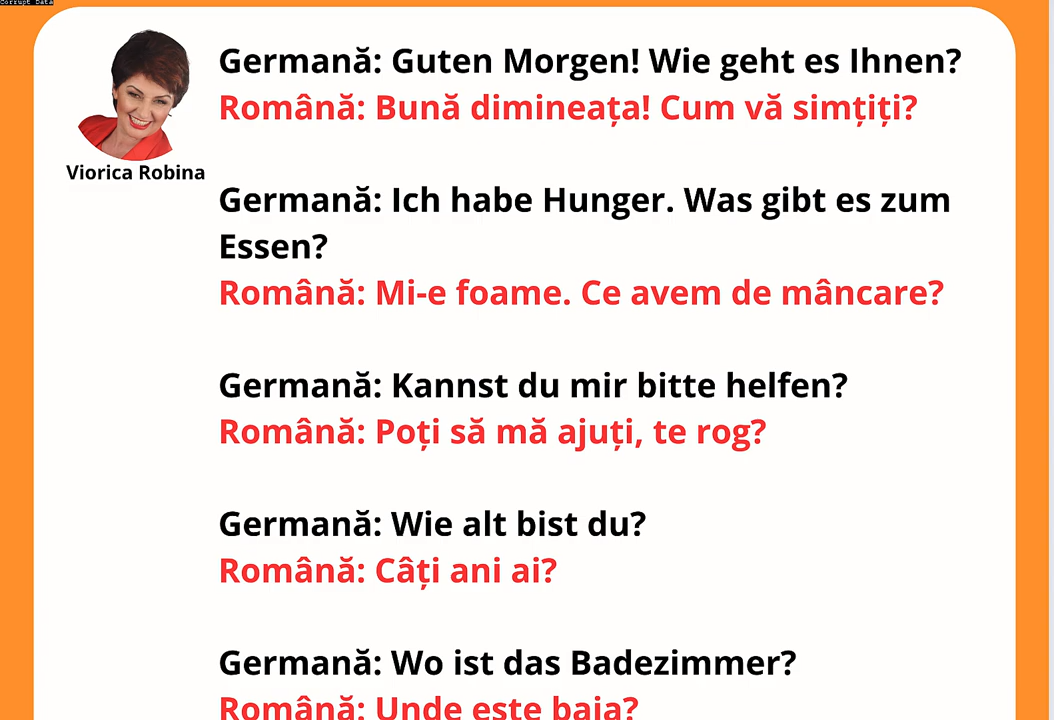 Corrupt Data
Germană: Guten Morgen! Wie geht es Ihnen?
Română: Bună dimineața! Cum vă simțiți?
Viorica Robina
Germană: Ich habe Hunger. Was gibt es zum
Essen?
Română: Mi-e foame. Ce avem de mâncare?
Germană: Kannst du mir bitte helfen?
Română: Poți să mă ajuți, te rog?
Germană: Wie alt bist du?
Română: Câți ani ai?
Germană: Wo ist das Badezimmer?
Română: Unde este baia?